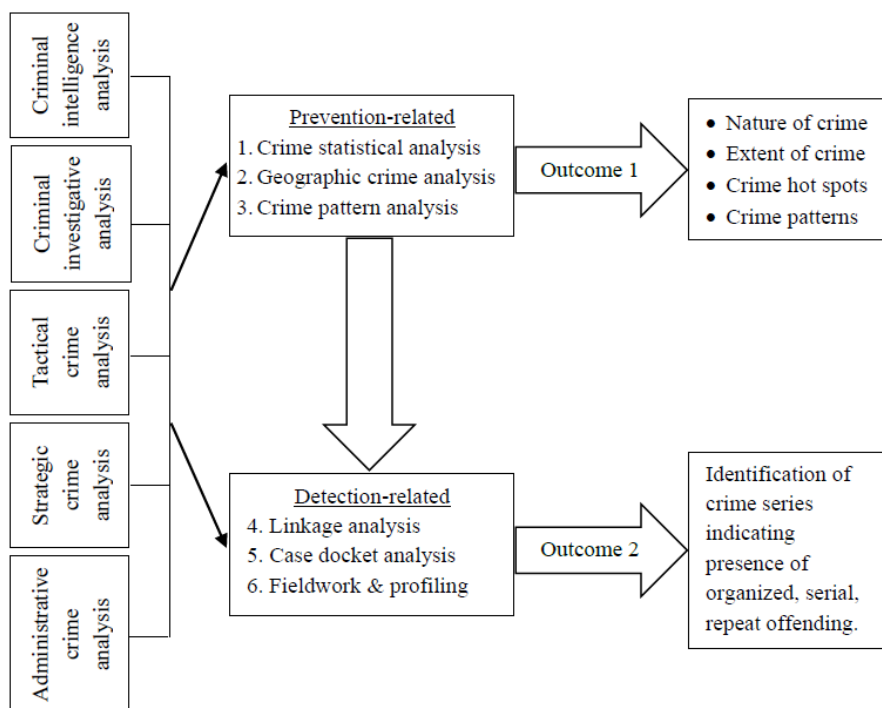 Criminal
intelligence
analysis
Criminal
investigative
analysis
Tactical
crime
analysis
Strategic
crime
analysis
Administrative
crime
analysis
Prevention-related
1. Crime statistical analysis
2. Geographic crime analysis
3. Crime pattern analysis
Outcome 1
• Nature of crime
• Extent of crime
• Crime hot spots
• Crime patterns
Detection-related
4. Linkage analysis
5. Case docket analysis
6. Fieldwork & profiling
Outcome 2
Identification of
crime series
indicating
presence of
organized, serial,
repeat offending.